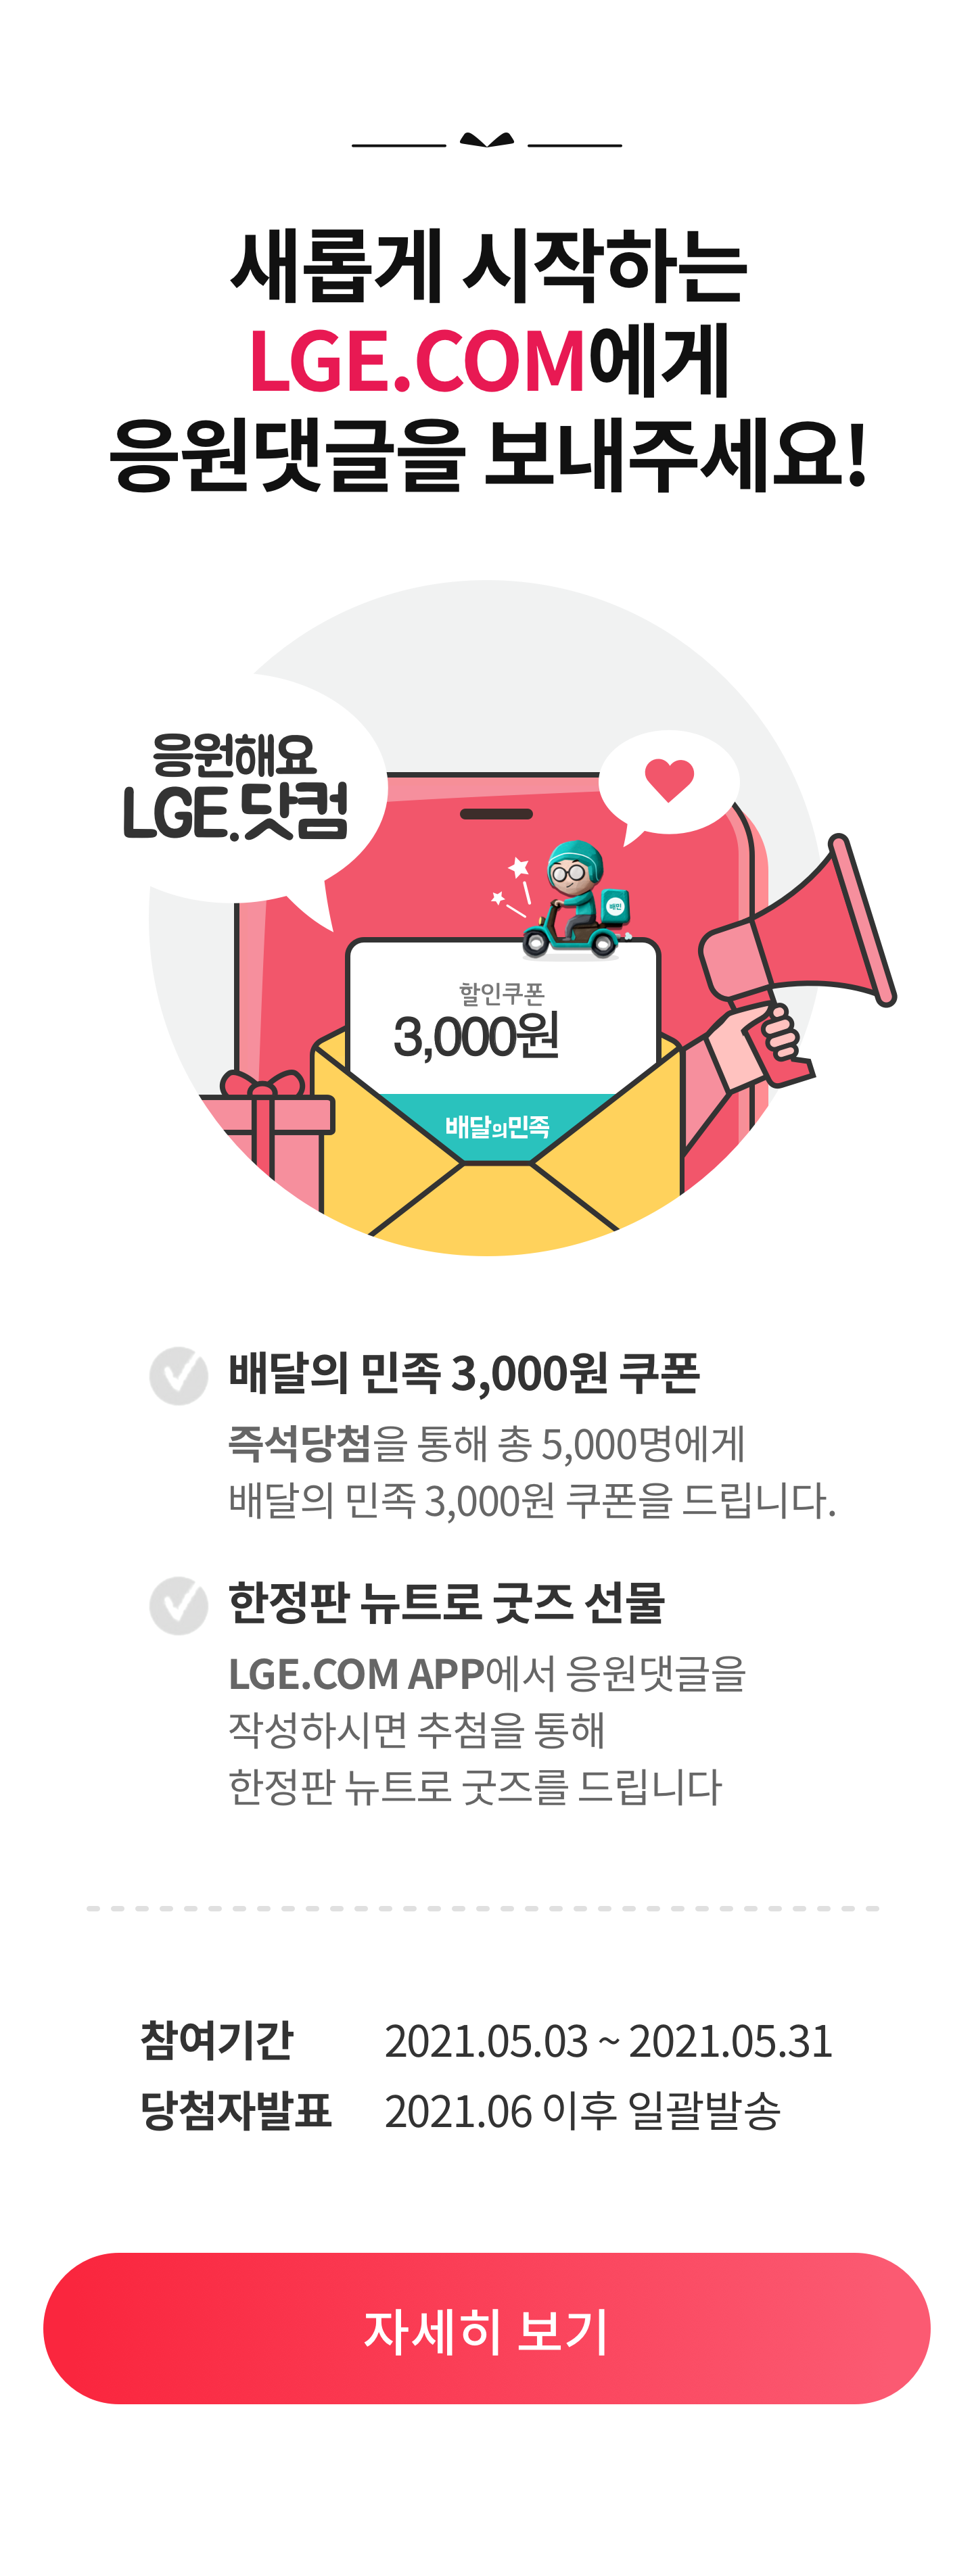 새롭게 시작하는
LGE.COM에게
응원댓글을 보내주세요!
응원해요
LGE.닷컴
배민
할인쿠폰
3,000원
배달의민족
배달의 민족 3,000원 쿠폰
즉석당첨을 통해 총 5,000명에게
배달의 민족 3,000원 쿠폰을 드립니다.
한정판 뉴트로 굿즈 선물
LGE.COM APP에서 응원댓글을
작성하시면 추첨을 통해
한정판 뉴트로 굿즈를 드립니다
참여기간 2021.05.03 ~ 2021.05.31
당첨자발표 2021.06 이후 일괄발송
자세히 보기